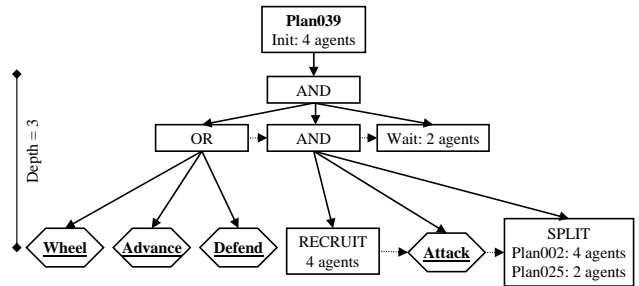 Plan039
Init: 4 agents
AND
OR
AND
Wait: 2 agents
Depth = 3
Wheel
Advance
Defend
RECRUIT
4 agents
Attack
SPLIT
Plan002: 4 agents
Plan025: 2 agents